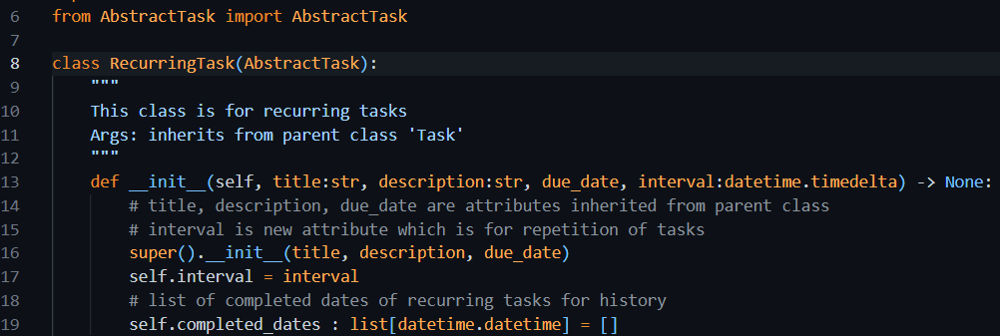 6 from AbstractTask import AbstractTask
7
8 class RecurringTask(AbstractTask):
9 """
10 This class is for recurring tasks
11 Args: inherits from parent class 'Task'
12 """
13 def __init__(self, title:str, description:str, due_date, interval:datetime.timedelta) -> None:
14 # title, description, due_date are attributes inherited from parent class
15 # interval is new attribute which is for repetition of tasks
16 super().__init__(title, description, due_date)
17 self.interval = interval
18 # list of completed dates of recurring tasks for history
19 self.completed_dates : list[datetime.datetime] = []